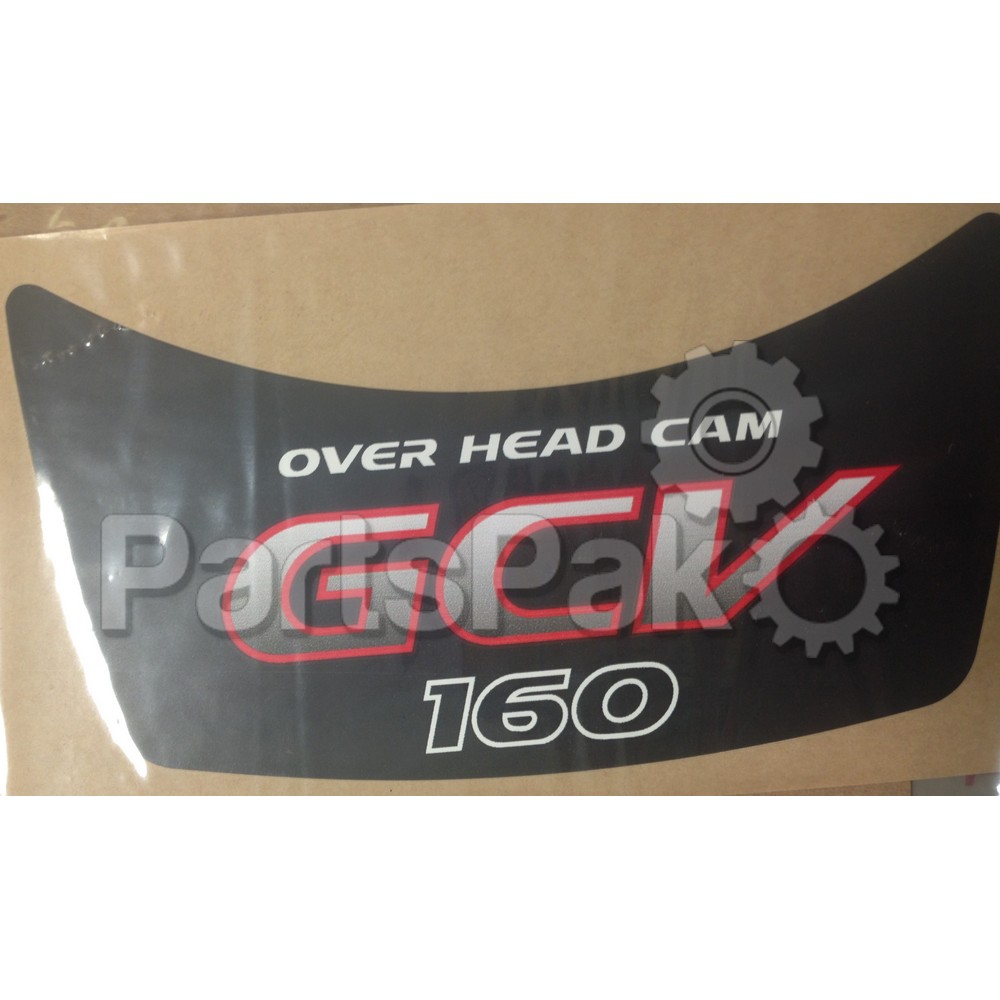 OVER HEAD CAM
GCV
PartsPak
160